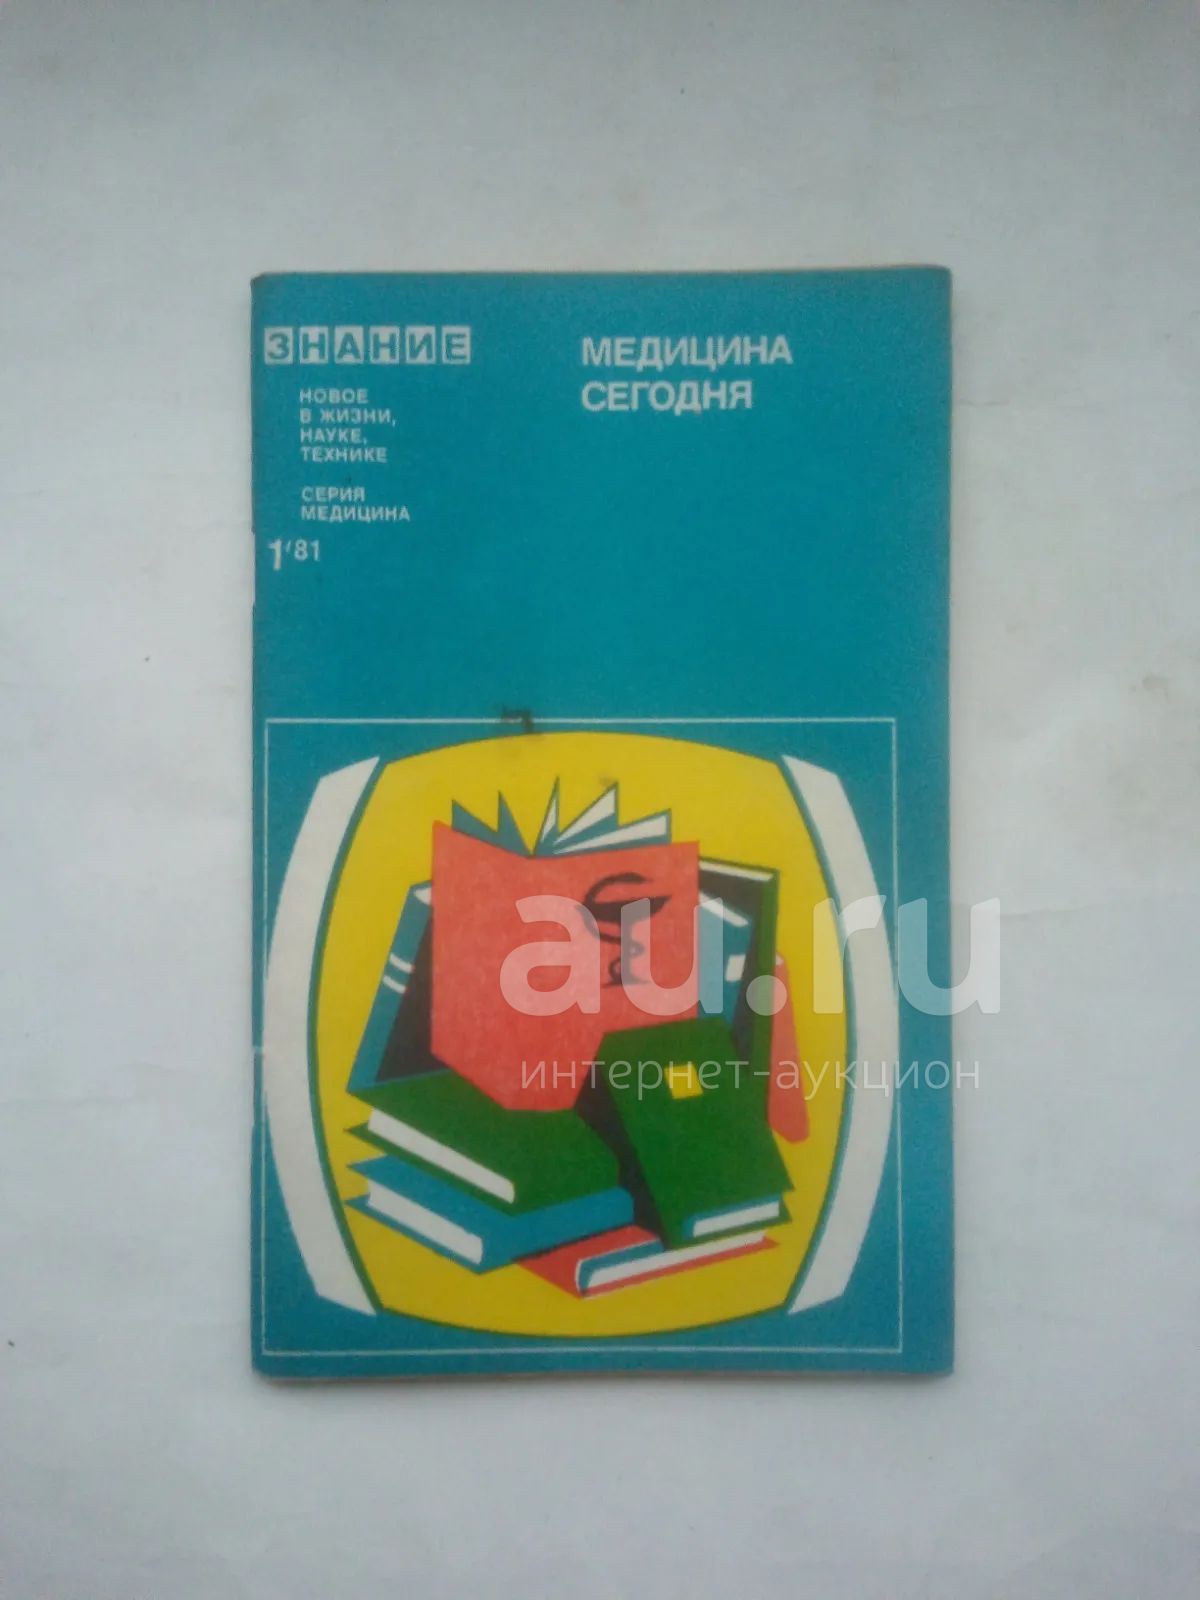 ЗНАНИЕ
НОВОЕ
В ЖИЗНИ,
НАУКЕ,
ТЕХНИКЕ
СЕРИЯ
МЕДИЦИНА
1'81
МЕДИЦИНА
СЕГОДНЯ
au.ru
интернет-аукцион